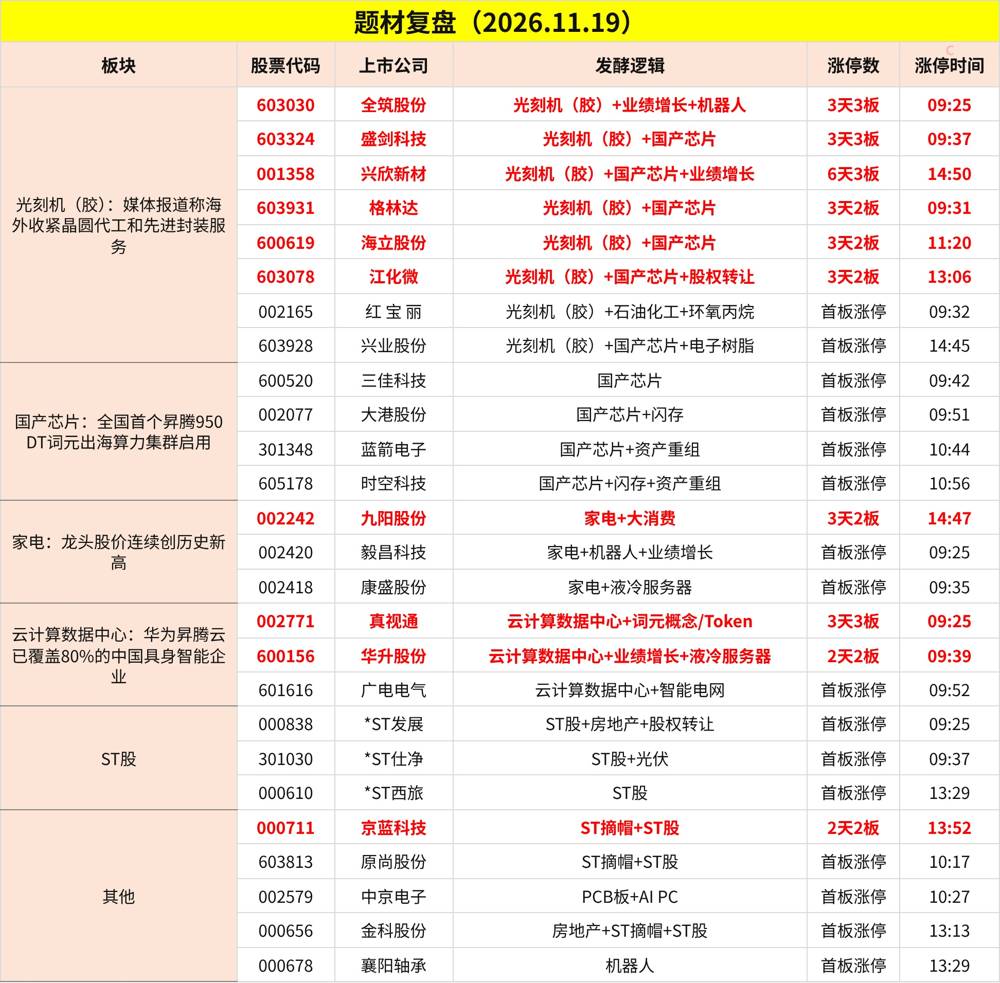 题材复盘（2026.11.19）
C
板块 股票代码 上市公司 发酵逻辑 涨停数 涨停时间
光刻机（胶）：媒体报道称海
外收紧晶圆代工和先进封装服
务
603030 全筑股份 光刻机（胶）+业绩增长+机器人 3天3板 09:25
603324 盛剑科技 光刻机（胶）+国产芯片 3天3板 09:37
001358 兴欣新材 光刻机（胶）+国产芯片+业绩增长 6天3板 14:50
603931 格林达 光刻机（胶）+国产芯片 3天2板 09:31
600619 海立股份 光刻机（胶）+国产芯片 3天2板 11:20
603078 江化微 光刻机（胶）+国产芯片+股权转让 3天2板 13:06
002165 红 宝 丽 光刻机（胶）+石油化工+环氧丙烷 首板涨停 09:32
603928 兴业股份 光刻机（胶）+国产芯片+电子树脂 首板涨停 14:45
国产芯片：全国首个昇腾950
DT词元出海算力集群启用
600520 三佳科技 国产芯片 首板涨停 09:42
002077 大港股份 国产芯片+闪存 首板涨停 09:51
301348 蓝箭电子 国产芯片+资产重组 首板涨停 10:44
605178 时空科技 国产芯片+闪存+资产重组 首板涨停 10:56
家电：龙头股价连续创历史新
高
002242 九阳股份 家电+大消费 3天2板 14:47
002420 毅昌科技 家电+机器人+业绩增长 首板涨停 09:25
002418 康盛股份 家电+液冷服务器 首板涨停 09:35
云计算数据中心：华为昇腾云
已覆盖80%的中国具身智能企
业
002771 真视通 云计算数据中心+词元概念/Token 3天3板 09:25
600156 华升股份 云计算数据中心+业绩增长+液冷服务器 2天2板 09:39
601616 广电电气 云计算数据中心+智能电网 首板涨停 09:52
ST股
000838 *ST发展 ST股+房地产+股权转让 首板涨停 09:25
301030 *ST仕净 ST股+光伏 首板涨停 09:37
000610 *ST西旅 ST股 首板涨停 13:29
其他
000711 京蓝科技 ST摘帽+ST股 2天2板 13:52
603813 原尚股份 ST摘帽+ST股 首板涨停 10:17
002579 中京电子 PCB板+AI PC 首板涨停 10:27
000656 金科股份 房地产+ST摘帽+ST股 首板涨停 13:13
000678 襄阳轴承 机器人 首板涨停 13:29